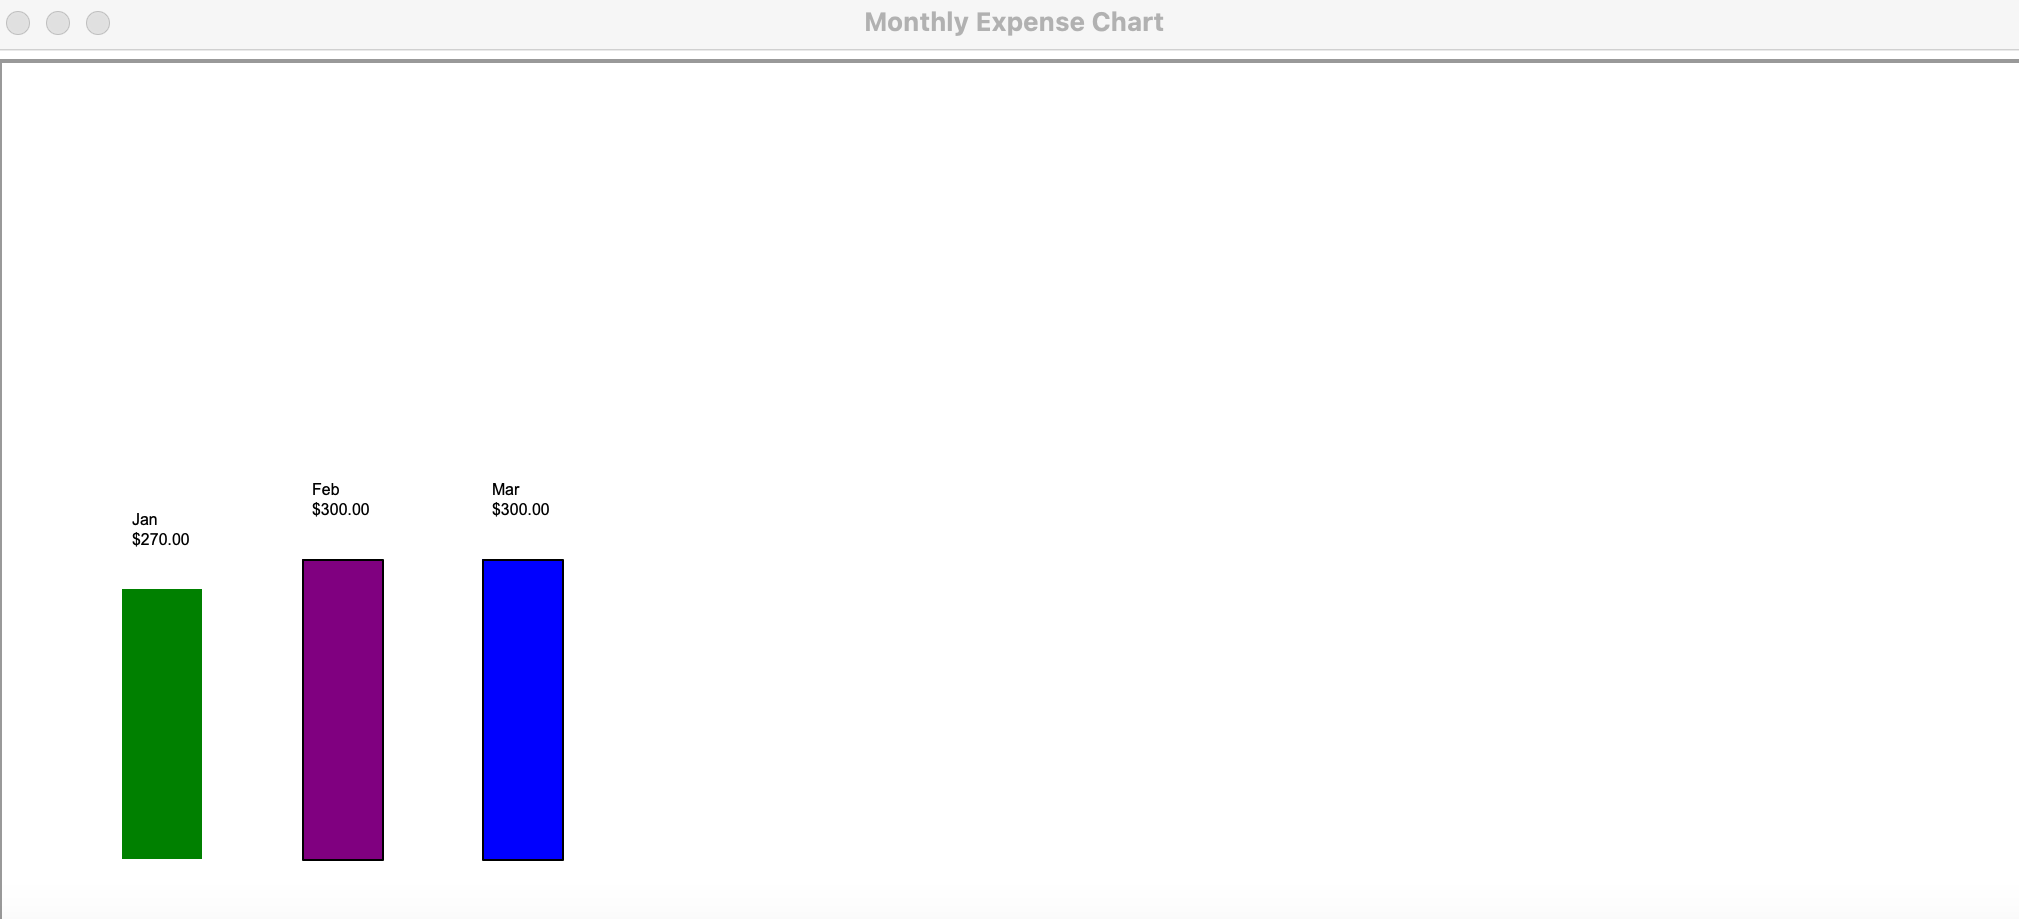 Monthly Expense Chart
Jan
$270.00
Feb
$300.00
Mar
$300.00